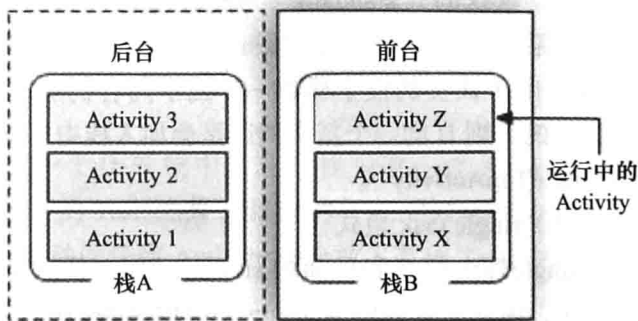 后台
Activity 3
Activity 2
Activity 1
栈A
前台
Activity Z
Activity Y
Activity X
栈B
运行中的
Activity